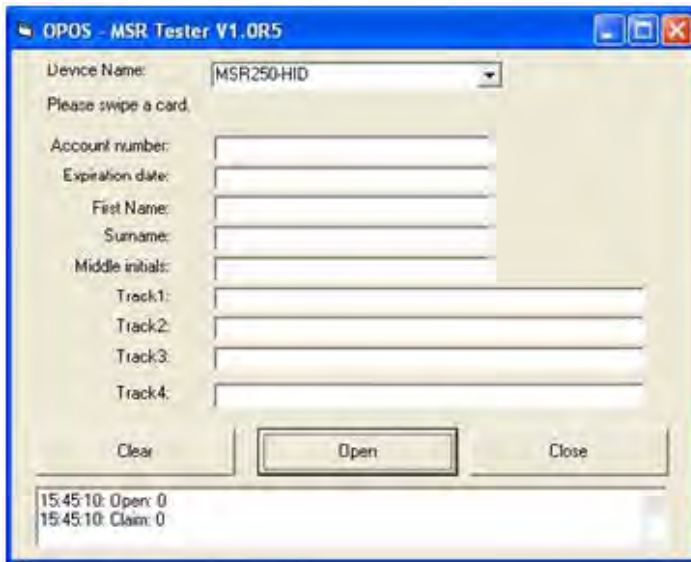 OPOS - MSR Tester V1.0R5
Device Name: MSR250-HID
Please swipe a card.
Account number:
Expiration date:
First Name:
Surname:
Middle initials:
Track1:
Track2:
Track3:
Track4:
Clear Open Close
15:45:10: Open: 0
15:45:10: Claim: 0